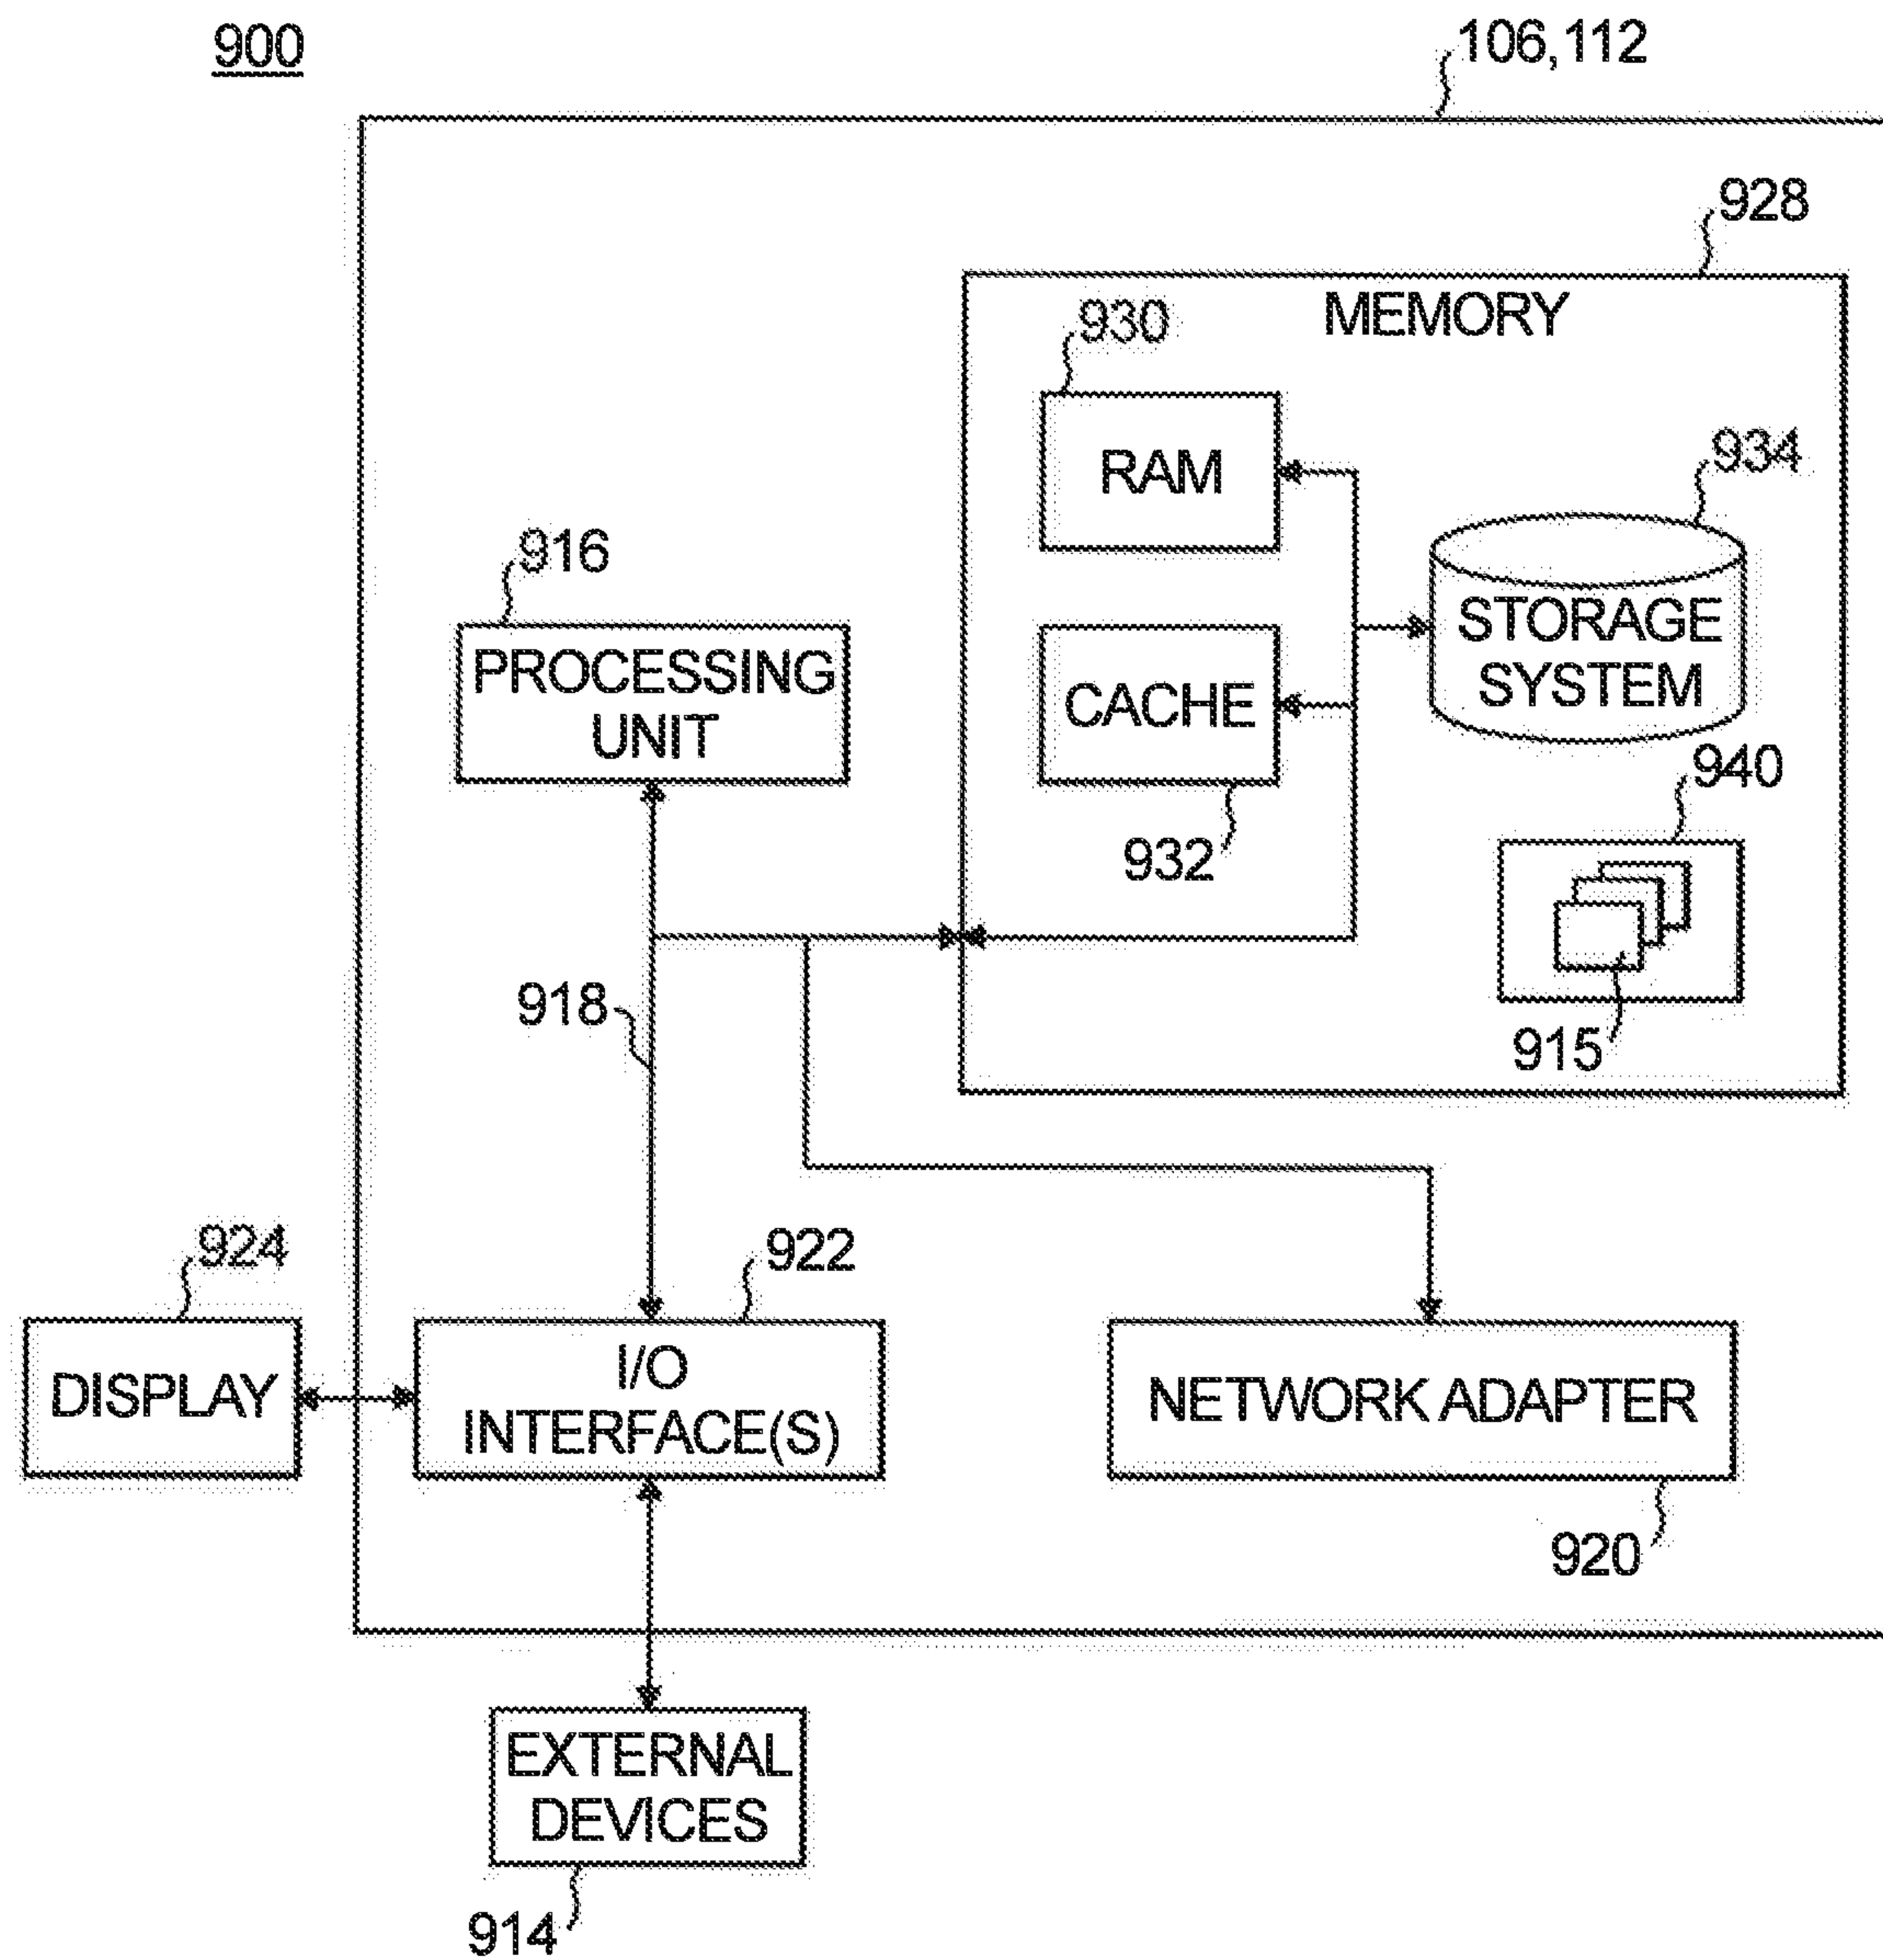 900
106,112
928
MEMORY
930
RAM
934
STORAGE
SYSTEM
916
PROCESSING
UNIT
CACHE
932
940
918
915
924
922
DISPLAY
I/O
INTERFACE(S)
NETWORK ADAPTER
920
EXTERNAL
DEVICES
914